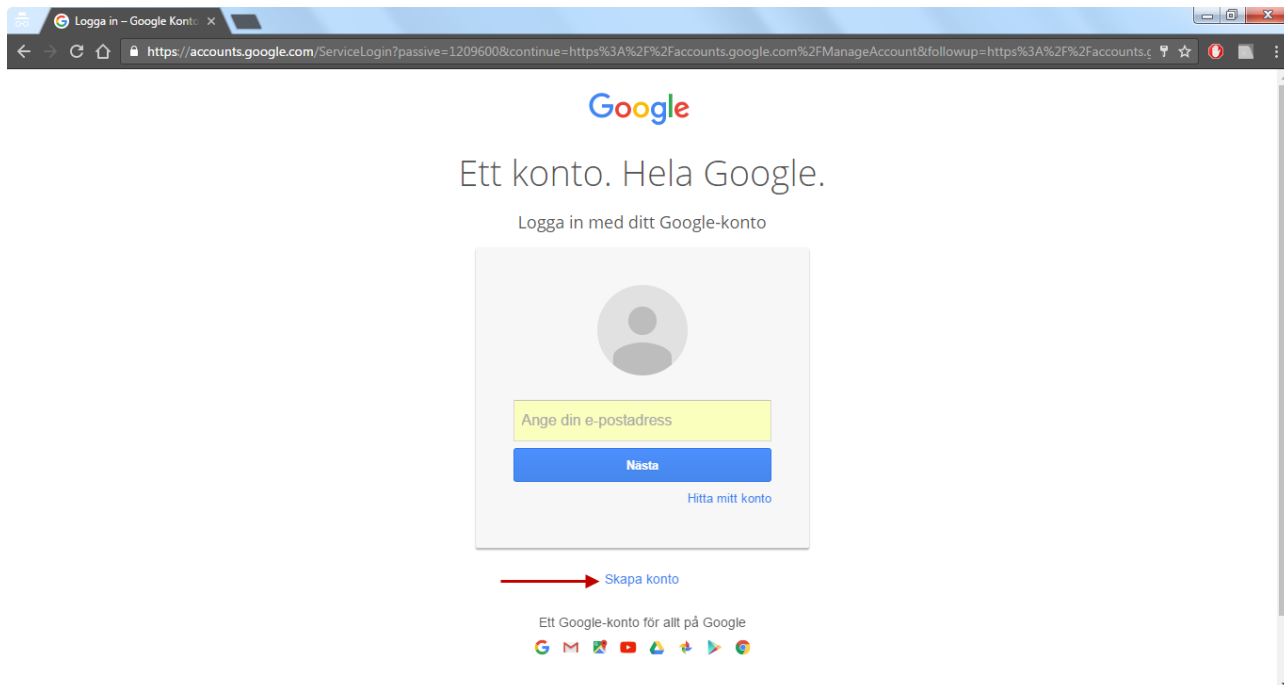 Logga in – Google Konto
https://accounts.google.com/ServiceLogin?passive=1209600&continue=https%3A%2F%2Faccounts.google.com%2FManageAccount&followup=https%3A%2F%2Faccounts.g
Google
Ett konto. Hela Google.
Logga in med ditt Google-konto
Ange din e-postadress
Nästa
Hitta mitt konto
Skapa konto
Ett Google-konto för allt på Google